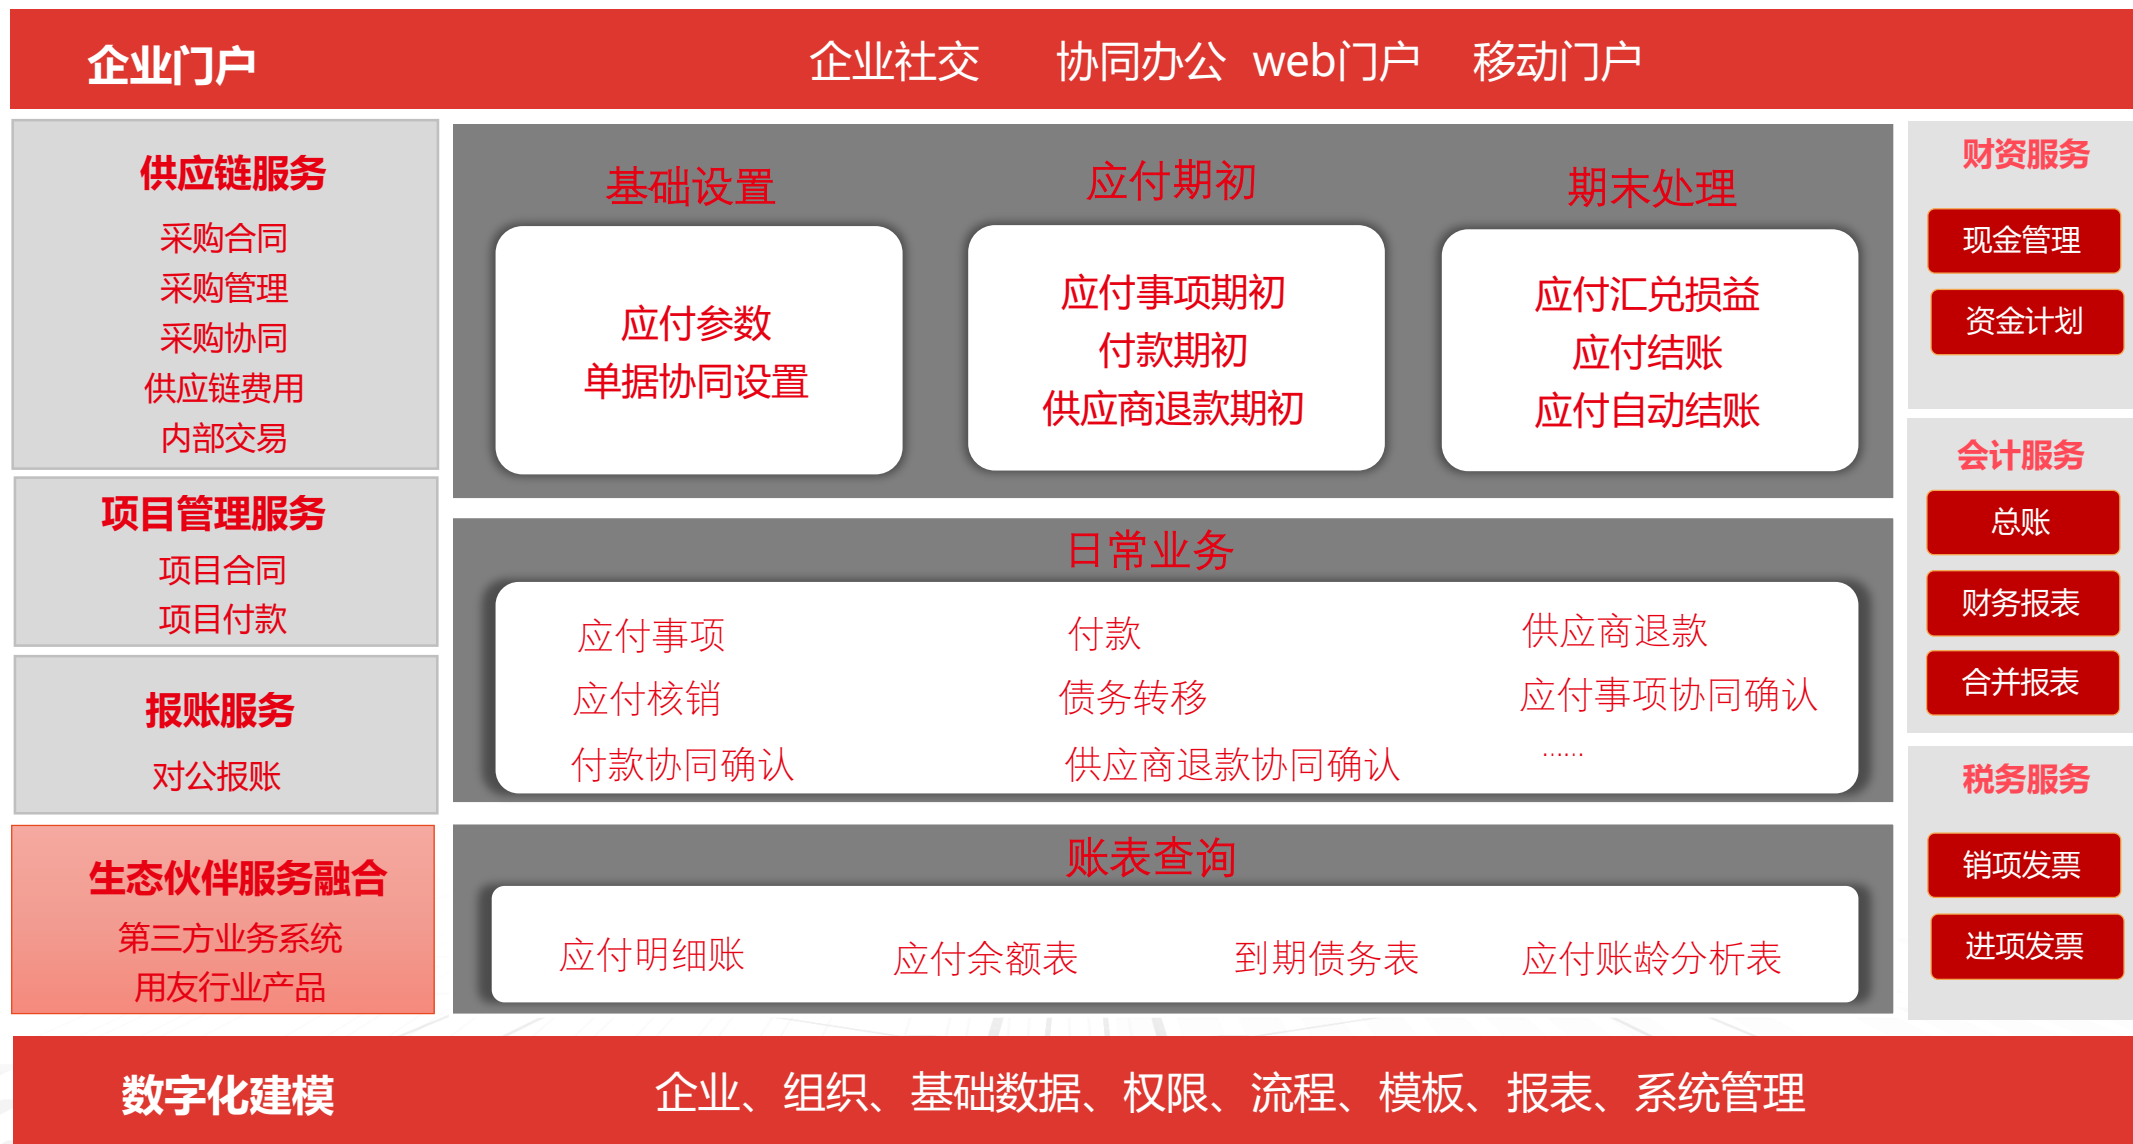 企业门户
企业社交 协同办公 web门户 移动门户
供应链服务
采购合同
采购管理
采购协同
供应链费用
内部交易
项目管理服务
项目合同
项目付款
报账服务
对公报账
生态伙伴服务融合
第三方业务系统
用友行业产品
基础设置
应付参数
单据协同设置
应付期初
应付事项期初
付款期初
供应商退款期初
期末处理
应付汇兑损益
应付结账
应付自动结账
日常业务
应付事项 付款 供应商退款
应付核销 债务转移 应付事项协同确认
付款协同确认 供应商退款协同确认 ……
账表查询
应付明细账 应付余额表 到期债务表 应付账龄分析表
财资服务
现金管理
资金计划
会计服务
总账
财务报表
合并报表
税务服务
销项发票
进项发票
数字化建模
企业、组织、基础数据、权限、流程、模板、报表、系统管理